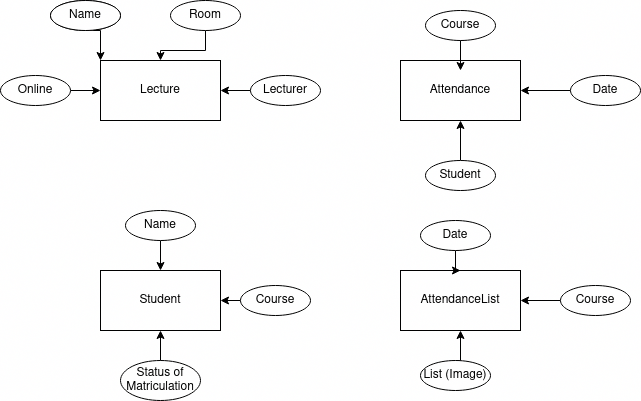 Name
Room
Online
Lecture
Lecturer
Course
Attendance
Date
Student
Name
Student
Course
Status of
Matriculation
Date
AttendanceList
Course
List (Image)